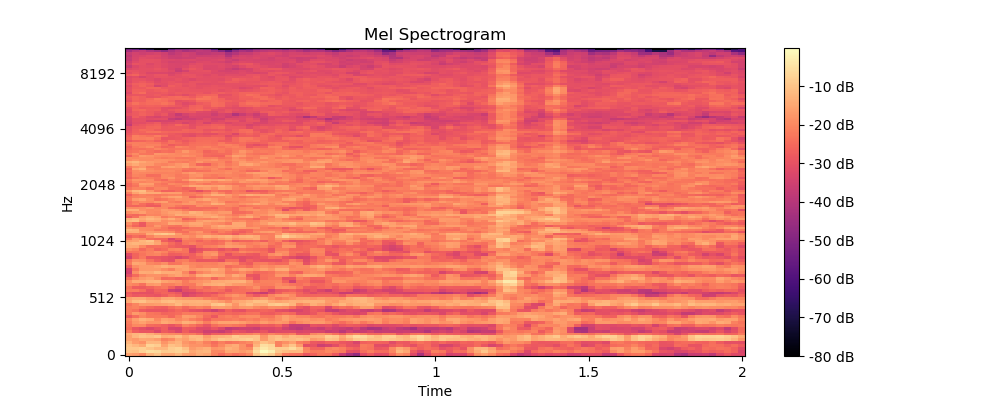 Mel Spectrogram
Hz
8192
4096
2048
1024
512
0
0 0.5 1 1.5 2
Time
-10 dB
-20 dB
-30 dB
-40 dB
-50 dB
-60 dB
-70 dB
-80 dB